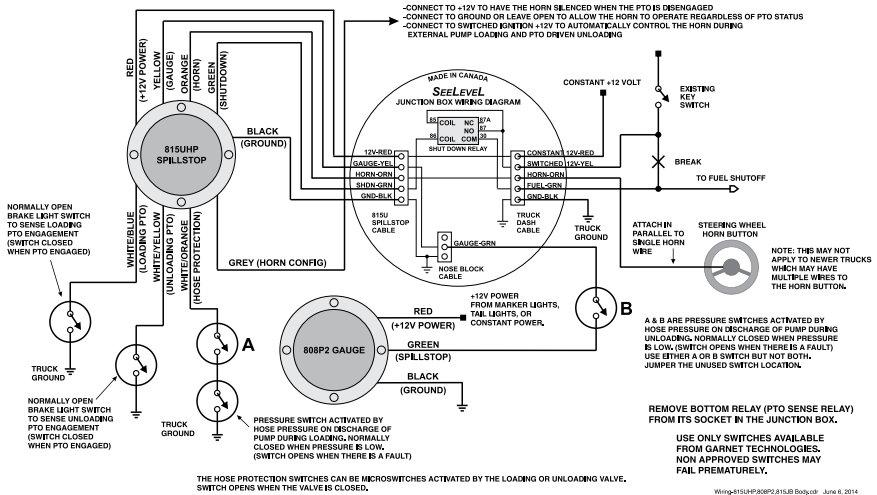 -CONNECT TO +12V TO HAVE THE HORN SILENCED WHEN THE PTO IS DISENGAGED
-CONNECT TO GROUND OR LEAVE OPEN TO ALLOW THE HORN TO OPERATE REGARDLESS OF PTO STATUS
-CONNECT TO SWITCHED IGNITION +12V TO AUTOMATICALLY CONTROL THE HORN DURING
EXTERNAL PUMP LOADING AND PTO DRIVEN UNLOADING
RED
(+12V POWER)
YELLOW
(GAUGE)
ORANGE
(HORN)
GREEN
(SHUTDOWN)
815UHP
SPILLSTOP
BLACK
(GROUND)
MADE IN CANADA
SEELEVEL
JUNCTION BOX WIRING DIAGRAM
85
COIL
NC
87A
NO
87
86
COIL
COM
30
SHUT DOWN RELAY
12V-RED
GAUGE-YEL
HORN-ORN
SHDN-GRN
GND-BLK
CONSTANT 12V-RED
SWITCHED 12V-YEL
HORN-ORN
FUEL-GRN
GND-BLK
815U
SPILLSTOP
CABLE
TRUCK
DASH
CABLE
GAUGE-GRN
NOSE BLOCK
CABLE
CONSTANT +12 VOLT
EXISTING
KEY
SWITCH
BREAK
TO FUEL SHUTOFF
TRUCK
GROUND
ATTACH IN
PARALLEL TO
SINGLE HORN
WIRE
STEERING WHEEL
HORN BUTTON
NOTE: THIS MAY NOT
APPLY TO NEWER TRUCKS
WHICH MAY HAVE
MULTIPLE WIRES TO
THE HORN BUTTON.
NORMALLY OPEN
BRAKE LIGHT SWITCH
TO SENSE LOADING
PTO ENGAGEMENT
(SWITCH CLOSED
WHEN PTO ENGAGED)
WHITE/BLUE
(LOADING PTO)
WHITE/YELLOW
(UNLOADING PTO)
WHITE/ORANGE
(HOSE PROTECTION)
GREY (HORN CONFIG)
TRUCK
GROUND
A
808P2 GAUGE
RED
(+12V POWER)
+12V POWER
FROM MARKER LIGHTS,
TAIL LIGHTS, OR
CONSTANT POWER.
GREEN
(SPILLSTOP)
BLACK
(GROUND)
B
A & B ARE PRESSURE SWITCHES ACTIVATED BY
HOSE PRESSURE ON DISCHARGE OF PUMP DURING
UNLOADING. NORMALLY CLOSED WHEN PRESSURE
IS LOW. (SWITCH OPENS WHEN THERE IS A FAULT)
USE EITHER A OR B SWITCH BUT NOT BOTH.
JUMPER THE UNUSED SWITCH LOCATION.
NORMALLY OPEN
BRAKE LIGHT SWITCH
TO SENSE UNLOADING
PTO ENGAGEMENT
(SWITCH CLOSED
WHEN PTO ENGAGED)
TRUCK
GROUND
PRESSURE SWITCH ACTIVATED BY
HOSE PRESSURE ON DISCHARGE OF
PUMP DURING LOADING. NORMALLY
CLOSED WHEN PRESSURE IS LOW.
(SWITCH OPENS WHEN THERE IS A FAULT)
REMOVE BOTTOM RELAY (PTO SENSE RELAY)
FROM ITS SOCKET IN THE JUNCTION BOX.
USE ONLY SWITCHES AVAILABLE
FROM GARNET TECHNOLOGIES.
NON APPROVED SWITCHES MAY
FAIL PREMATURELY.
THE HOSE PROTECTION SWITCHES CAN BE MICROSWITCHES ACTIVATED BY THE LOADING OR UNLOADING VALVE.
SWITCH OPENS WHEN THE VALVE IS CLOSED.
Wiring-815UHP,808P2,815JB Body.cdr June 6, 2014